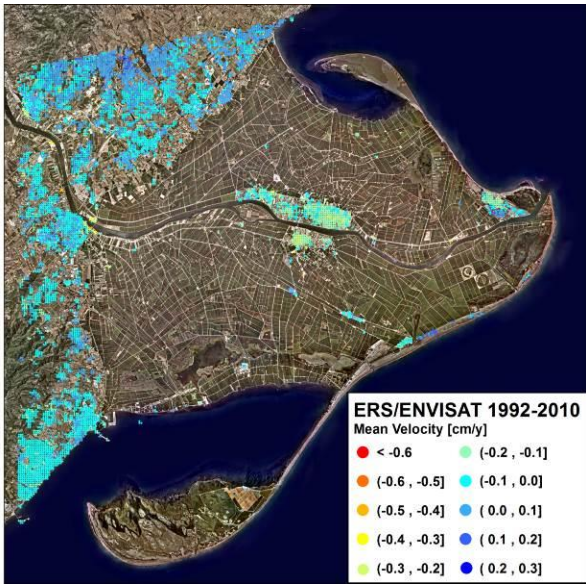 ERS/ENVISAT 1992-2010
Mean Velocity [cm/y]
< -0.6
(-0.6 , -0.5]
(-0.5 , -0.4]
(-0.4 , -0.3]
(-0.3 , -0.2]
(-0.2 , -0.1]
(-0.1 , 0.0]
( 0.0 , 0.1]
( 0.1 , 0.2]
( 0.2 , 0.3]